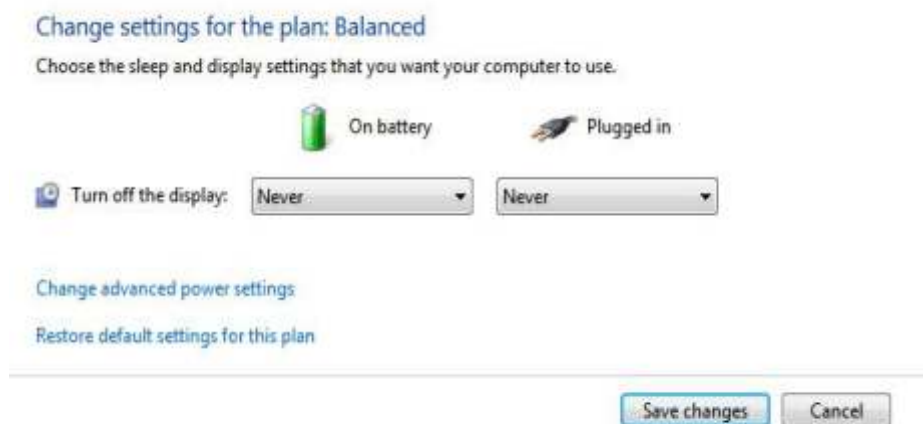 Change settings for the plan: Balanced
Choose the sleep and display settings that you want your computer to use.
On battery Plugged in
Turn off the display: Never Never
Change advanced power settings
Restore default settings for this plan
Save changes Cancel